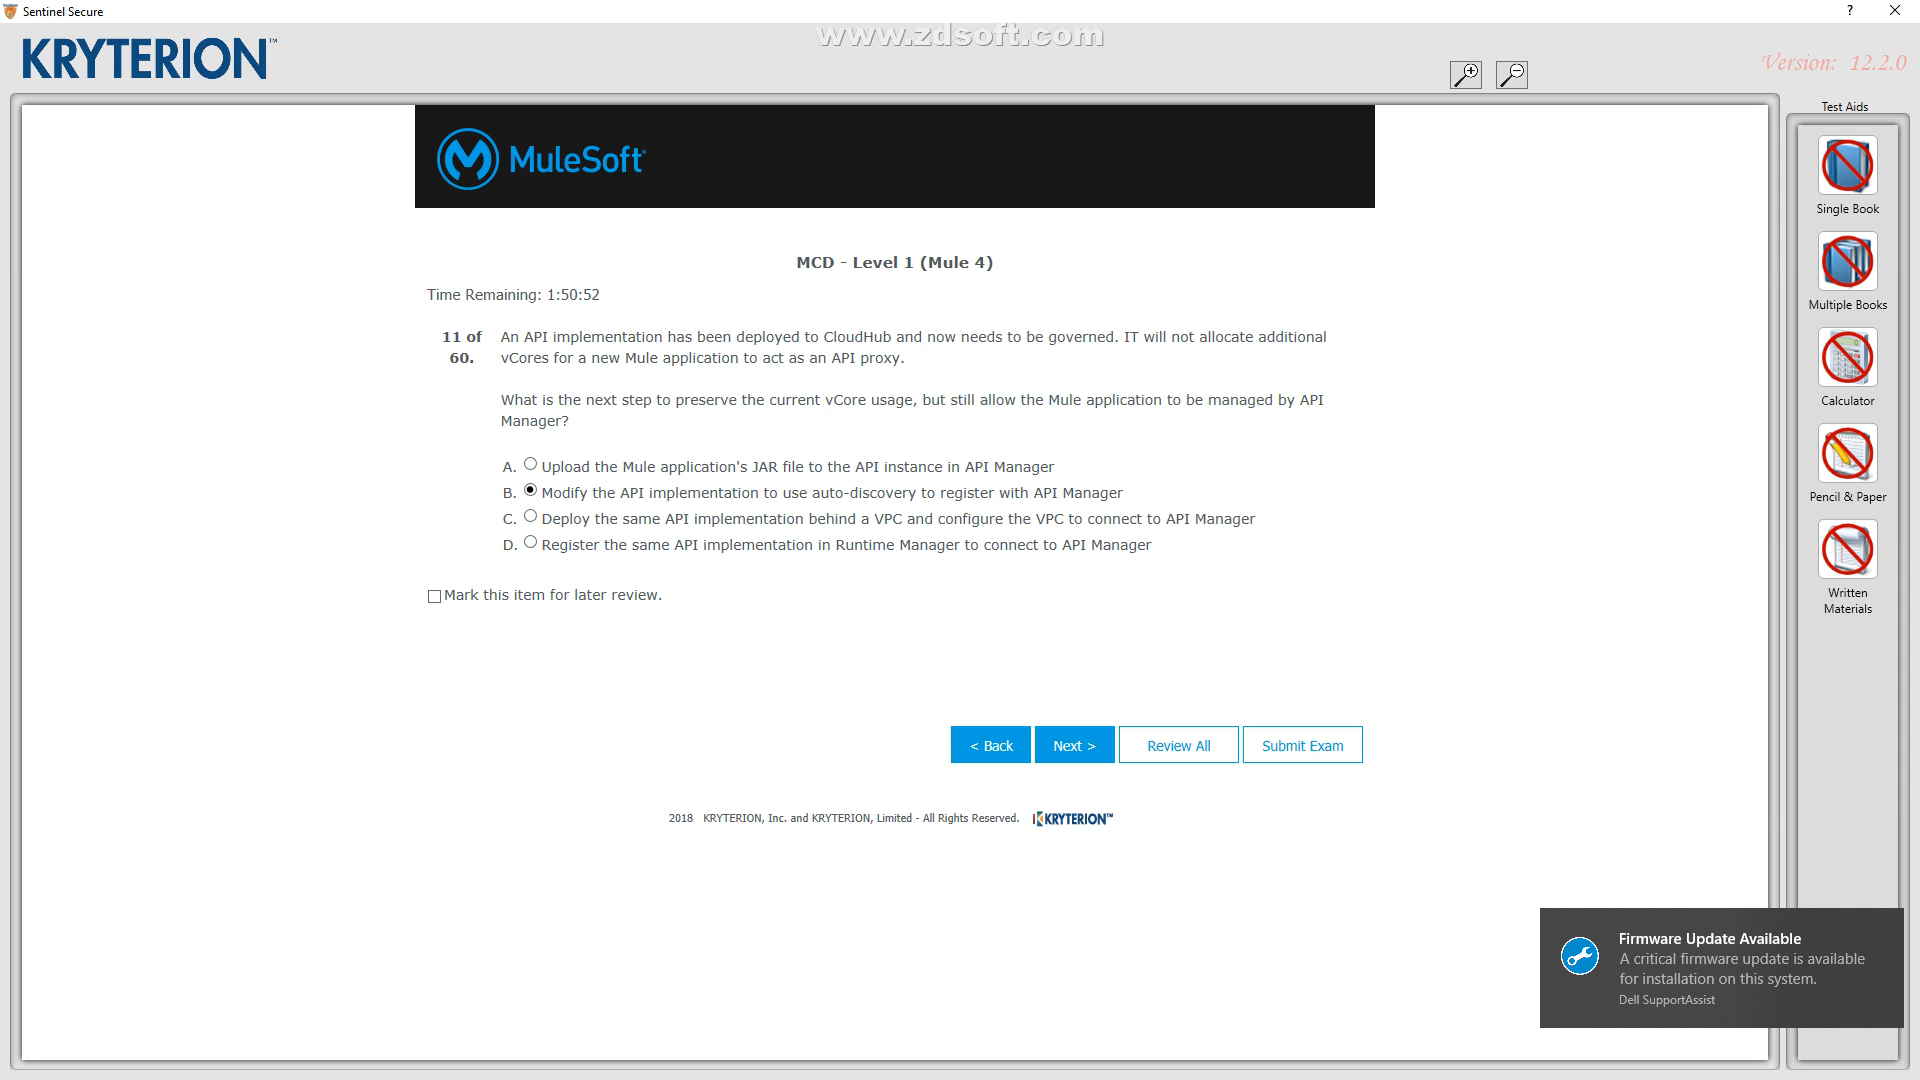 Sentinel Secure
?
www.zdsoft.com
KRYTERION™
Version: 12.2.0
Test Aids
MuleSoft
Single Book
MCD - Level 1 (Mule 4)
Time Remaining: 1:50:52
Multiple Books
11 of 60.
An API implementation has been deployed to CloudHub and now needs to be governed. IT will not allocate additional
vCores for a new Mule application to act as an API proxy.
What is the next step to preserve the current vCore usage, but still allow the Mule application to be managed by API
Manager?
Calculator
A. Upload the Mule application's JAR file to the API instance in API Manager
B. Modify the API implementation to use auto-discovery to register with API Manager
C. Deploy the same API implementation behind a VPC and configure the VPC to connect to API Manager
D. Register the same API implementation in Runtime Manager to connect to API Manager
Pencil & Paper
Mark this item for later review.
Written
Materials
< Back
Next >
Review All
Submit Exam
2018 KRYTERION, Inc. and KRYTERION, Limited - All Rights Reserved. KRYTERION™
Firmware Update Available
A critical firmware update is available
for installation on this system.
Dell SupportAssist